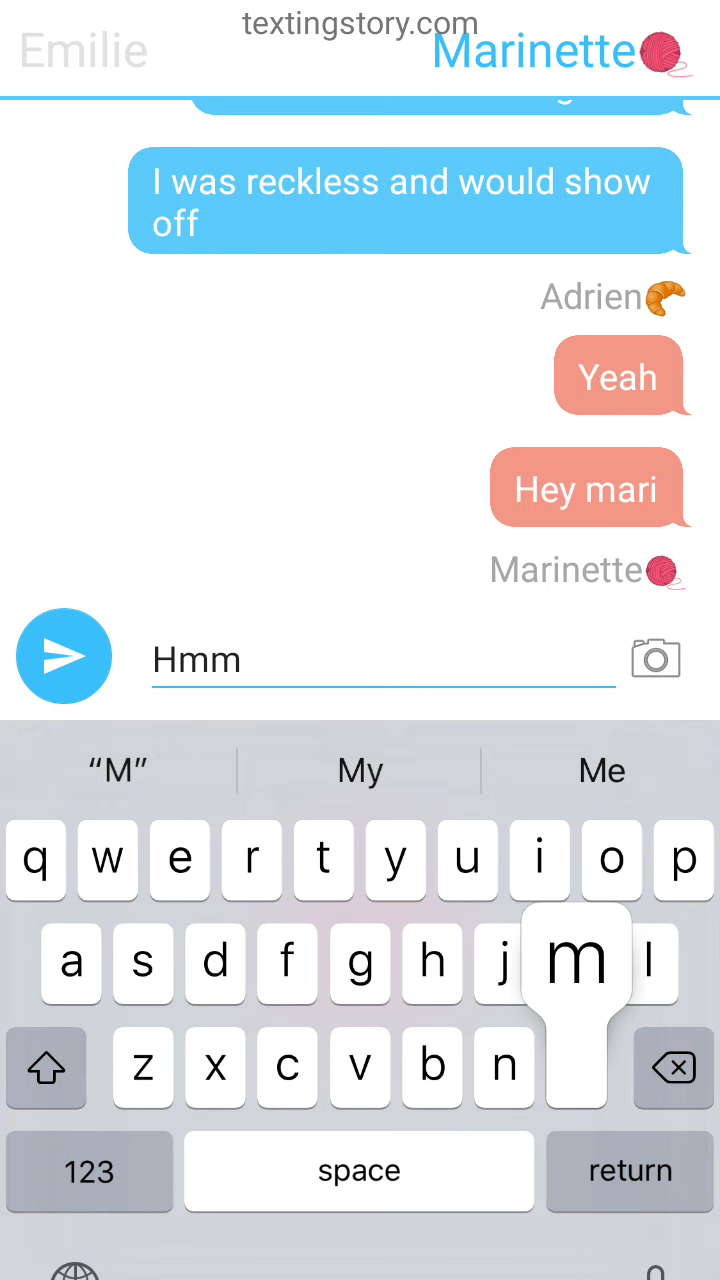 textingstory.com
Emilie
Marinette🧶
I was reckless and would show
off
Adrien🥐
Yeah
Hey mari
Marinette🧶
Hmm
“M”
My
Me
q w e r t y u i o p
a s d f g h j m l
z x c v b n
123
space
return